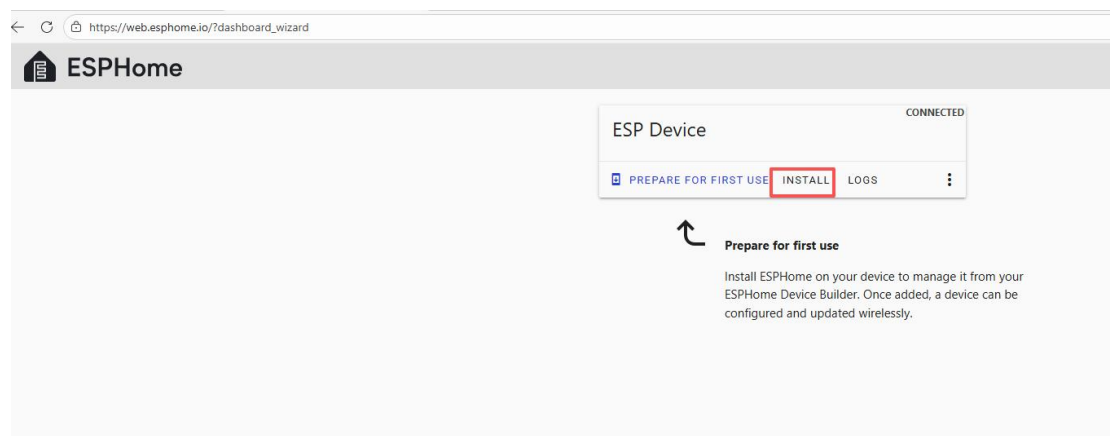 https://web.esphome.io/?dashboard_wizard
ESPHome
CONNECTED
ESP Device
PREPARE FOR FIRST USE INSTALL LOGS
Prepare for first use
Install ESPHome on your device to manage it from your
ESPHome Device Builder. Once added, a device can be
configured and updated wirelessly.